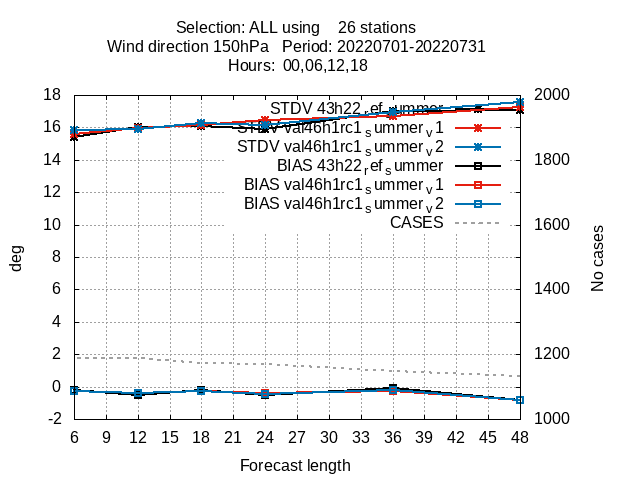 Selection: ALL using    26 stations
Wind direction 150hPa   Period: 20220701-20220731
Hours: 00,06,12,18
18
16
14
12
10
8
6
4
2
0
-2
deg
2000
1800
1600
1400
1200
1000
No cases
STDV 43h22_ref_summer
STDV val46h1rc1_summer_v1
STDV val46h1rc1_summer_v2
BIAS 43h22_ref_summer
BIAS val46h1rc1_summer_v1
BIAS val46h1rc1_summer_v2
CASES
6 9 12 15 18 21 24 27 30 33 36 39 42 45 48
Forecast length